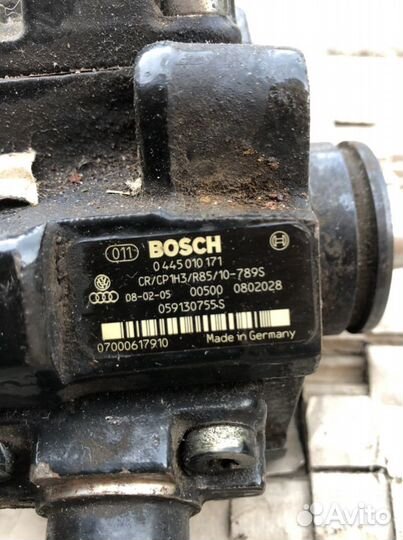 011 BOSCH
0 445 010 171
CR/CP1H3/R85/10-789S
08-02-05 00500 0802028
059130755S
07000617910 Made in Germany
Avito